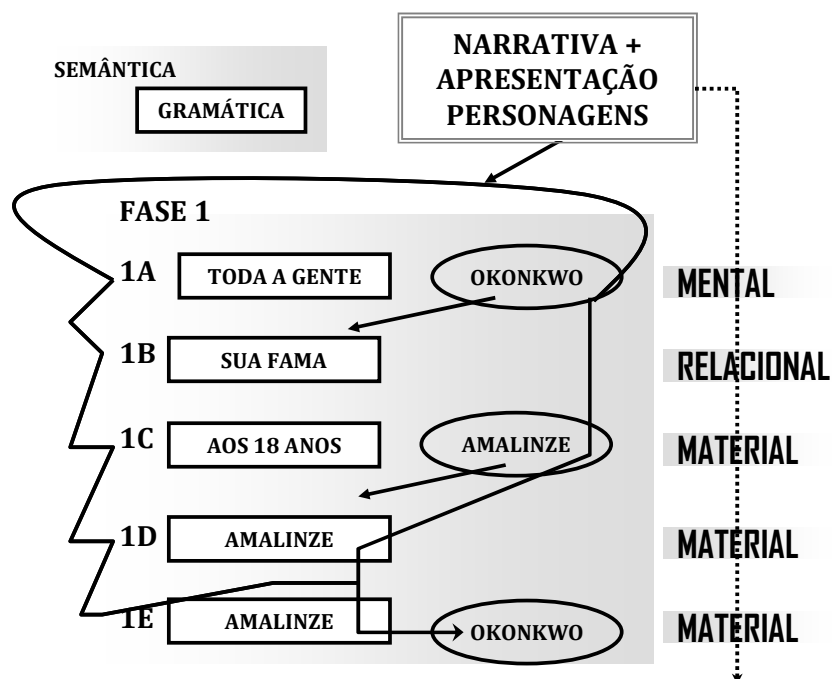 NARRATIVA +
APRESENTAÇÃO
PERSONAGENS
SEMÂNTICA
GRAMÁTICA
FASE 1
1A TODA A GENTE OKONKWO MENTAL
1B SUA FAMA RELACIONAL
1C AOS 18 ANOS AMALINZE MATERIAL
1D AMALINZE MATERIAL
1E AMALINZE OKONKWO MATERIAL